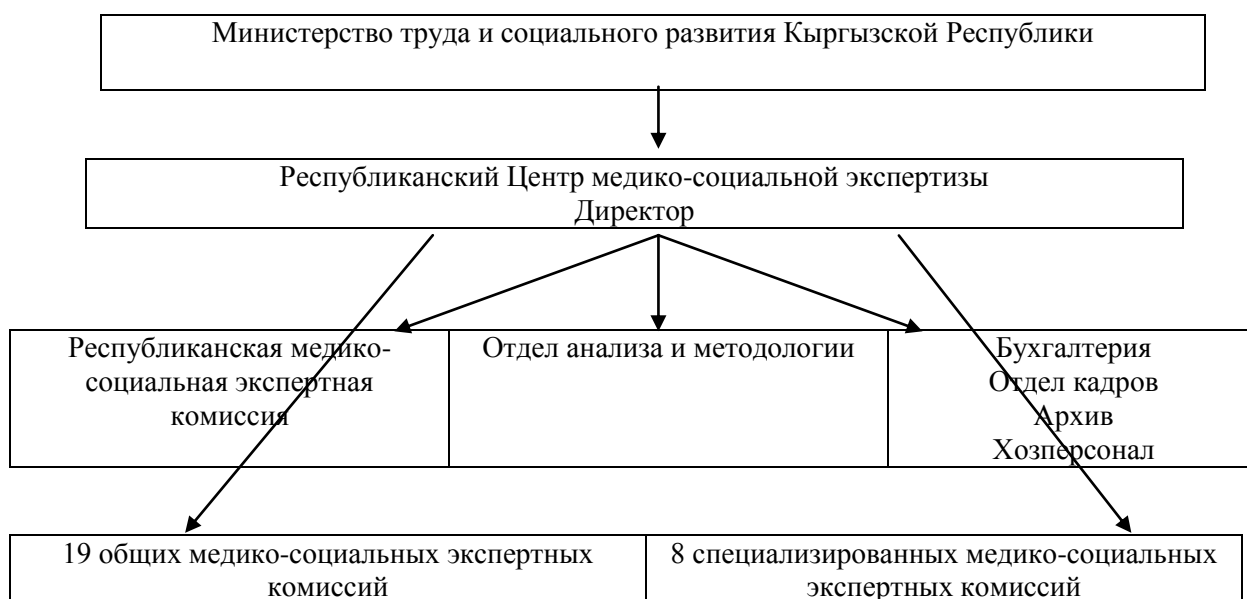 Министерство труда и социального развития Кыргызской Республики
Республиканский Центр медико-социальной экспертизы
Директор
Республиканская медико-
социальная экспертная
комиссия
Отдел анализа и методологии
Бухгалтерия
Отдел кадров
Архив
Хозперсонал
19 общих медико-социальных экспертных
комиссий
8 специализированных медико-социальных
экспертных комиссий